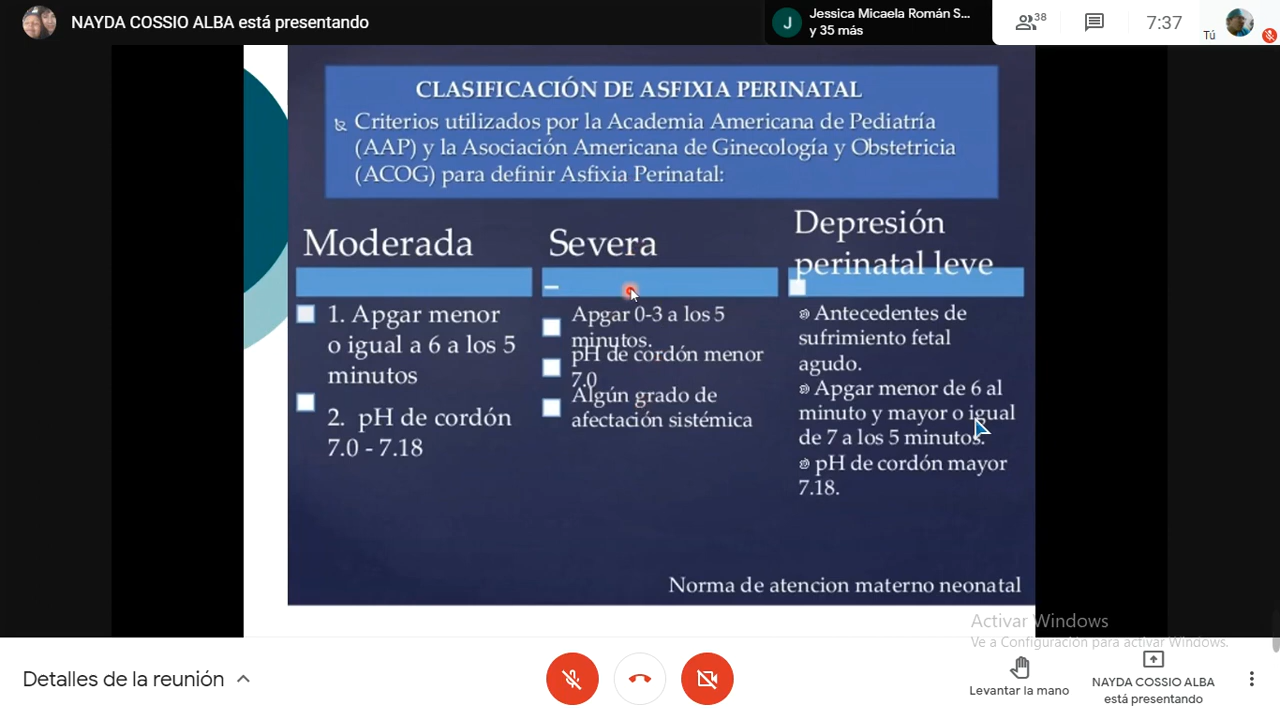 NAYDA COSSIO ALBA está presentando
J
Jessica Micaela Román S...
y 35 más
38
7:37
Tú
CLASIFICACIÓN DE ASFIXIA PERINATAL
Criterios utilizados por la Academia Americana de Pediatría
(AAP) y la Asociación Americana de Ginecología y Obstetricia
(ACOG) para definir Asfixia Perinatal:
Moderada
1. Apgar menor
o igual a 6 a los 5
minutos
2. pH de cordón
7.0 - 7.18
Severa
Apgar 0-3 a los 5
minutos.
pH de cordón menor
7.0
Algún grado de
afectación sistémica
Depresión
perinatal leve
Antecedentes de
sufrimiento fetal
agudo.
Apgar menor de 6 al
minuto y mayor o igual
de 7 a los 5 minutos.
pH de cordón mayor
7.18.
Norma de atencion materno neonatal
Activar Windows
Ve a Configuración para activar Windows.
Detalles de la reunión
Levantar la mano
NAYDA COSSIO ALBA
está presentando